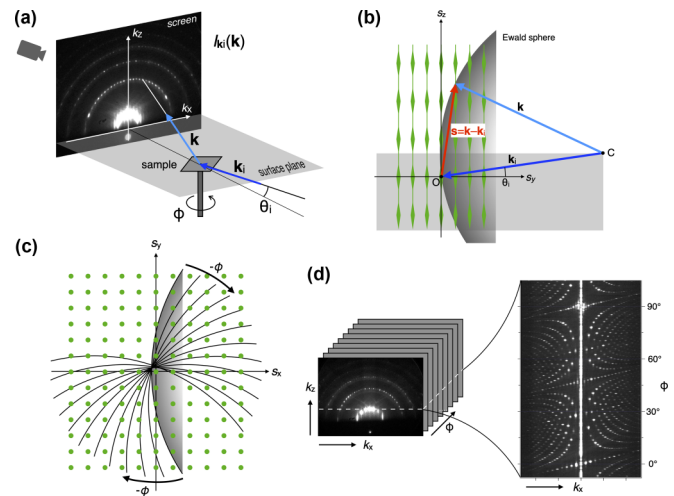 (a)
screen
kz
I_ki(k)
kx
k
sample
ki
surface plane
θi
Φ
(b)
sz
Ewald sphere
k
s=k–ki
ki
C
O
θi
sy
(c)
sy
-ϕ
sx
-ϕ
(d)
kz
kx
Φ
90°
60°
Φ
30°
0°
kx